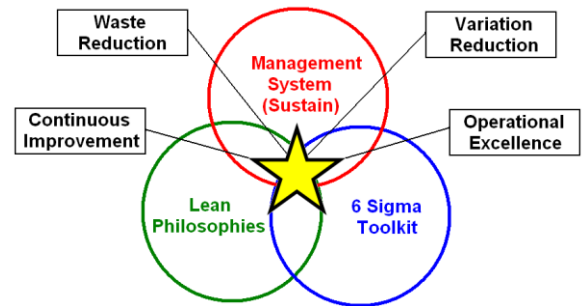 Waste
Reduction
Variation
Reduction
Management
System
(Sustain)
Continuous
Improvement
Operational
Excellence
Lean
Philosophies
6 Sigma
Toolkit